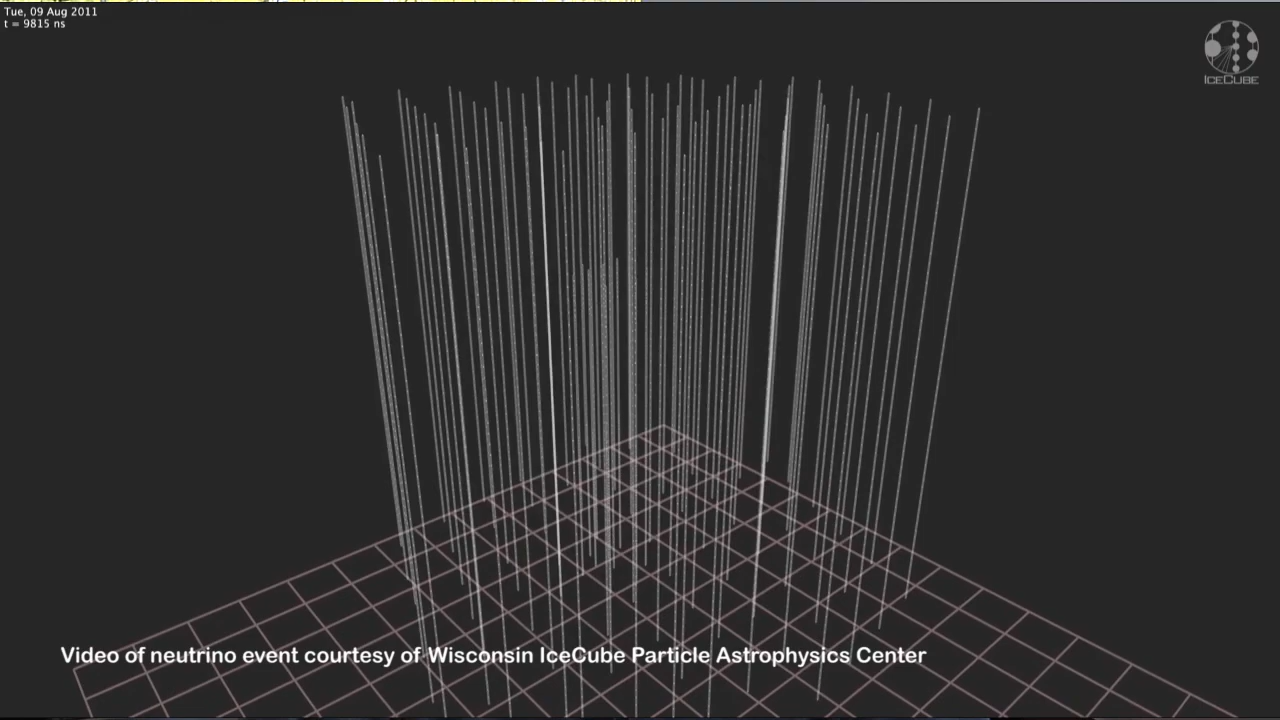 Tue, 09 Aug 2011
t = 9815 ns
ICECUBE
Video of neutrino event courtesy of Wisconsin IceCube Particle Astrophysics Center